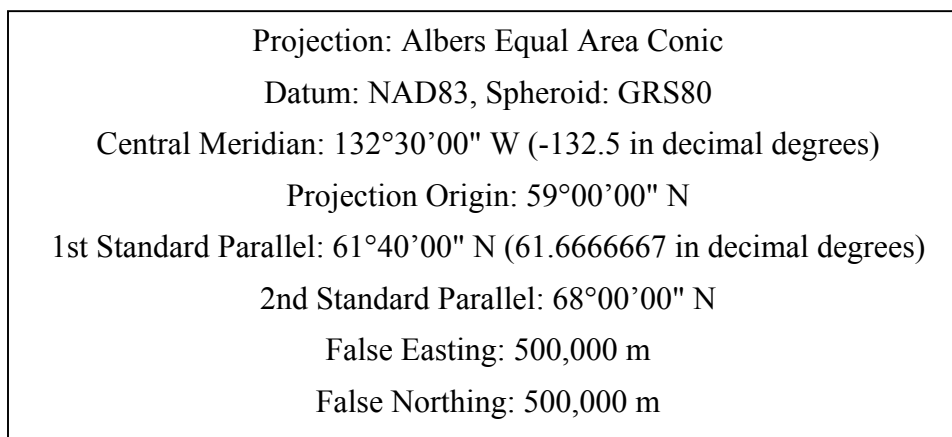 Projection: Albers Equal Area Conic
Datum: NAD83, Spheroid: GRS80
Central Meridian: 132°30’00" W (-132.5 in decimal degrees)
Projection Origin: 59°00’00" N
1st Standard Parallel: 61°40’00" N (61.6666667 in decimal degrees)
2nd Standard Parallel: 68°00’00" N
False Easting: 500,000 m
False Northing: 500,000 m